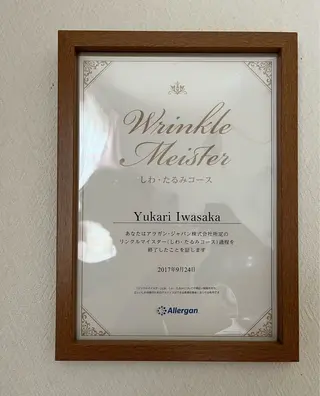 Wrinkle
Meister
しわ・たるみコース
Yukari Iwasaka
あなたはアラガン・ジャパン株式会社所定の
リンクルマイスター(しわ・たるみコース)過程を
修了したことを証します
2017年9月24日
Allergan